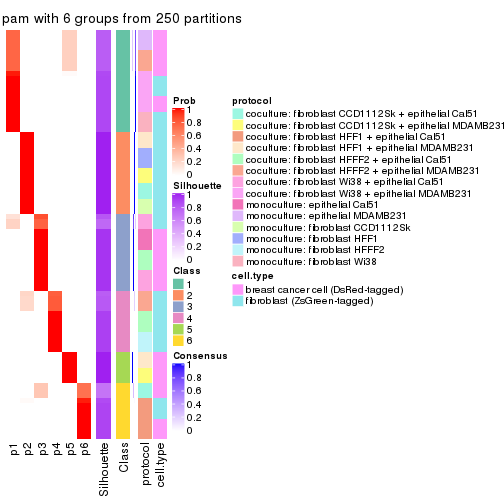 pam with 6 groups from 250 partitions
p1
p2
p3
p4
p5
p6
Silhouette
Class
protocol
cell.type
Prob
1
0.8
0.6
0.4
0.2
0
Silhouette
1
0.8
0.6
0.4
0.2
0
Class
1
2
3
4
5
6
Consensus
1
0.8
0.6
0.4
0.2
0
protocol
coculture: fibroblast CCD1112Sk + epithelial Cal51
coculture: fibroblast CCD1112Sk + epithelial MDAMB231
coculture: fibroblast HFF1 + epithelial Cal51
coculture: fibroblast HFF1 + epithelial MDAMB231
coculture: fibroblast HFFF2 + epithelial Cal51
coculture: fibroblast HFFF2 + epithelial MDAMB231
coculture: fibroblast Wi38 + epithelial Cal51
coculture: fibroblast Wi38 + epithelial MDAMB231
monoculture: epithelial Cal51
monoculture: epithelial MDAMB231
monoculture: fibroblast CCD1112Sk
monoculture: fibroblast HFF1
monoculture: fibroblast HFFF2
monoculture: fibroblast Wi38
cell.type
breast cancer cell (DsRed-tagged)
fibroblast (ZsGreen-tagged)